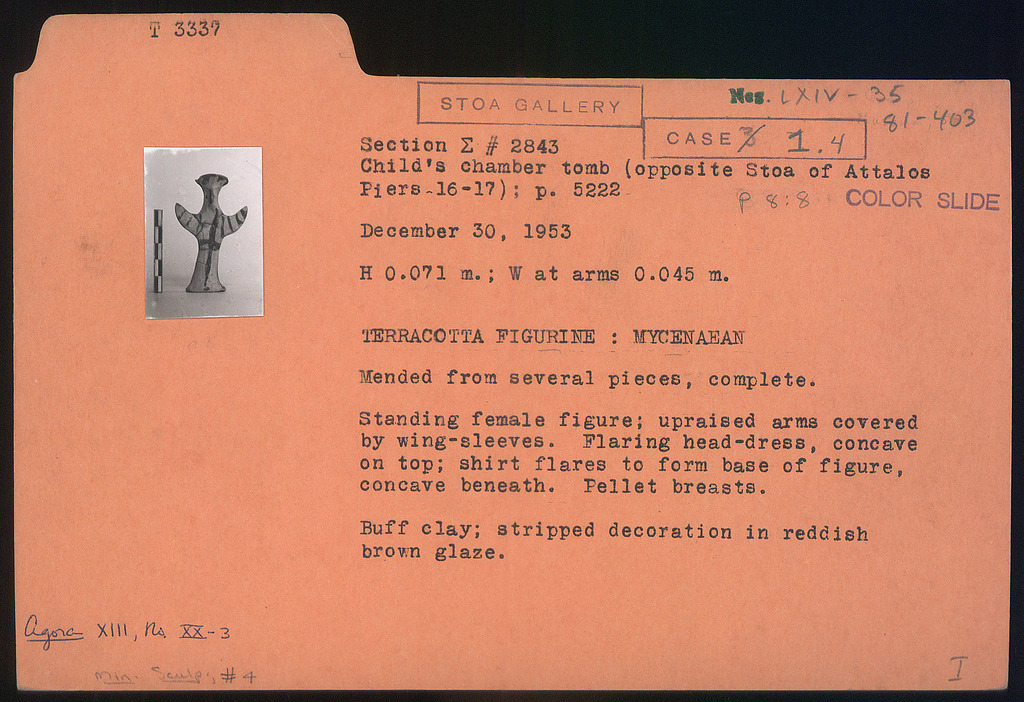 T 3337
STOA GALLERY
Neg. LXIV - 35
81-403
CASE 3 1.4
Section Σ # 2843
Child's chamber tomb (opposite Stoa of Attalos
Piers-16-17); p. 5222
P 8:8 COLOR SLIDE
December 30, 1953
H 0.071 m.; W at arms 0.045 m.
TERRACOTTA FIGURINE : MYCENAEAN
Mended from several pieces, complete.
Standing female figure; upraised arms covered
by wing-sleeves. Flaring head-dress, concave
on top; shirt flares to form base of figure,
concave beneath. Pellet breasts.
Buff clay; stripped decoration in reddish
brown glaze.
Agora XIII, No XX-3
Min. Sculp, #4
I